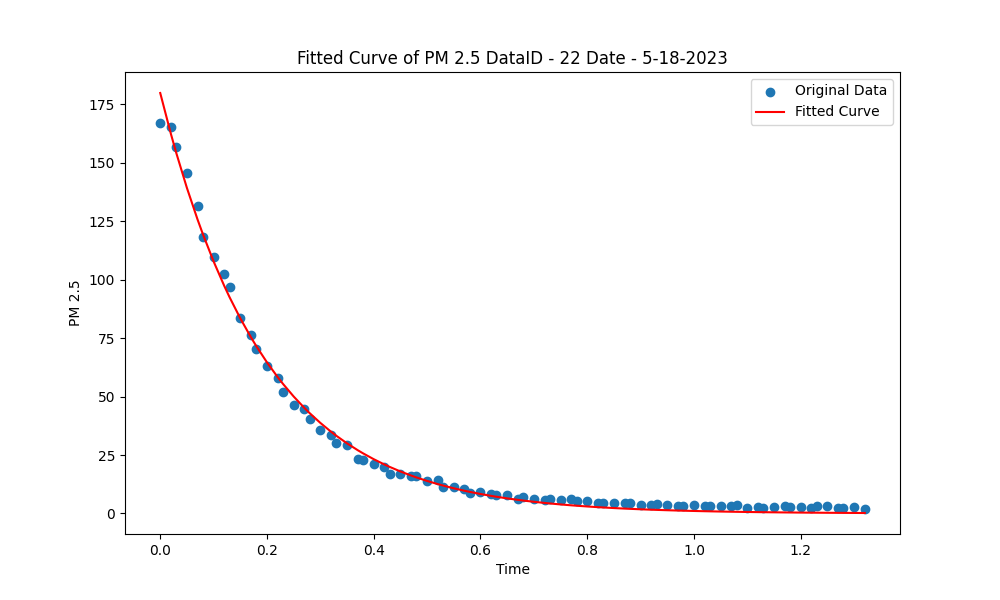 Fitted Curve of PM 2.5 DataID - 22 Date - 5-18-2023
Original Data
Fitted Curve
175
150
125
100
75
50
25
0
PM 2.5
0.0 0.2 0.4 0.6 0.8 1.0 1.2
Time